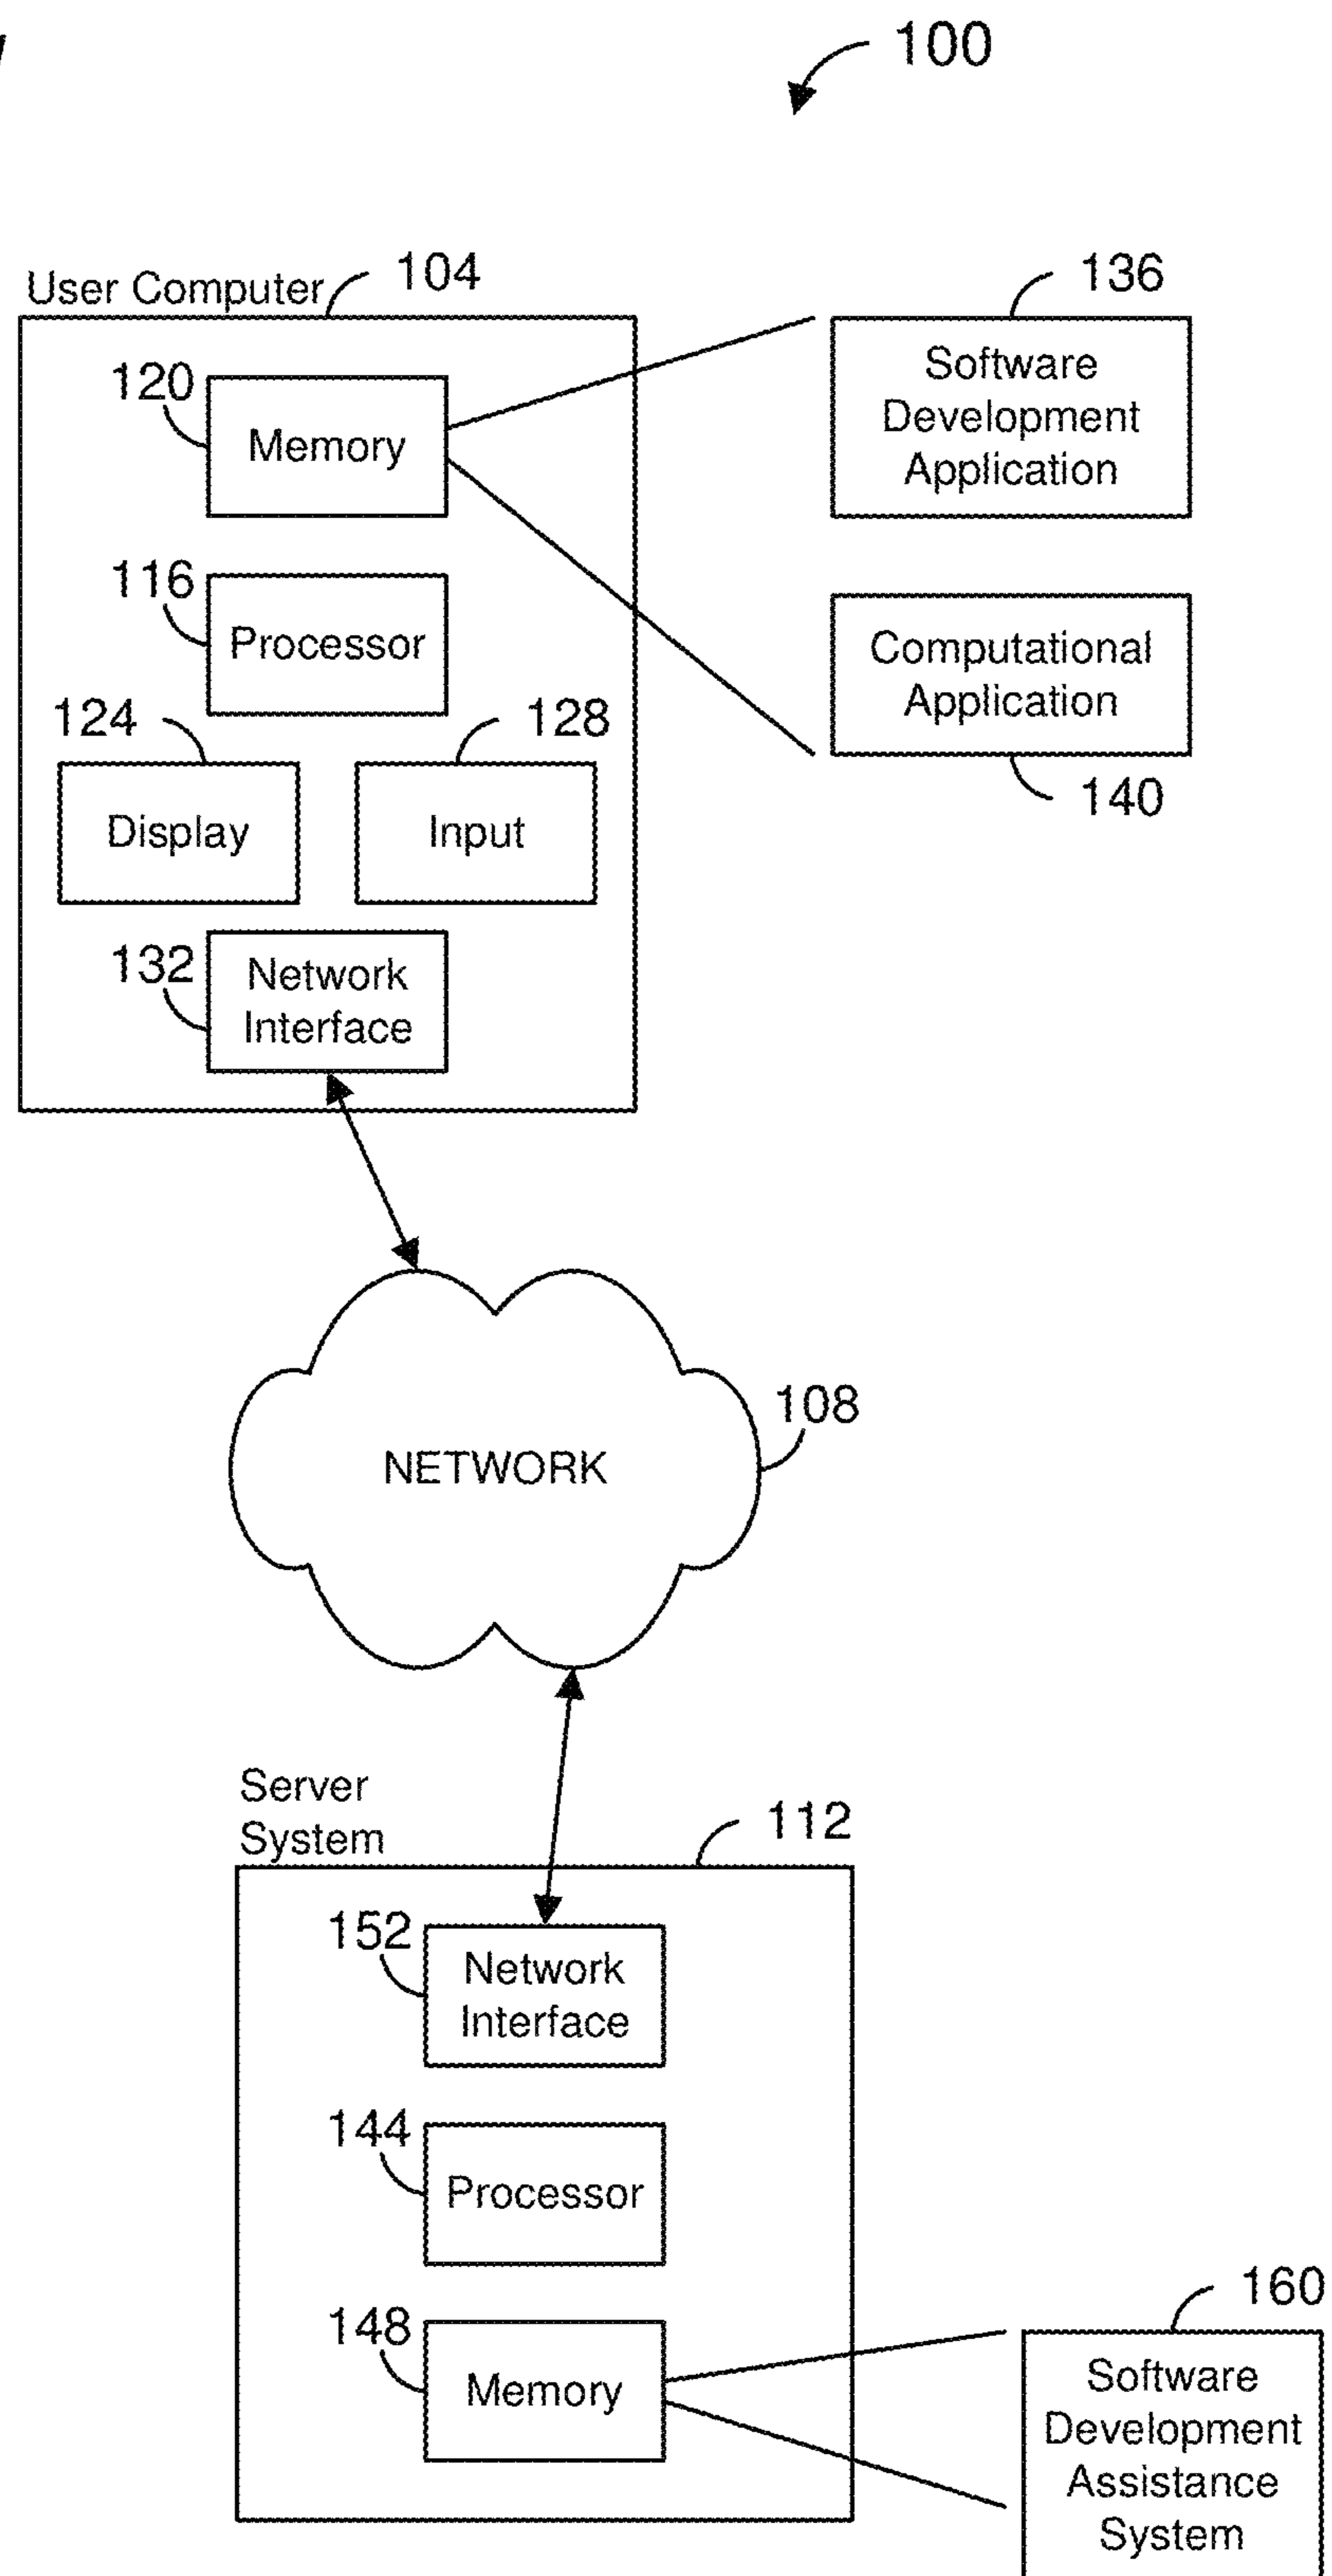 100
User Computer
104
136
120
Memory
Software
Development
Application
116
Processor
Computational
Application
140
124
128
Display
Input
132
Network
Interface
108
NETWORK
Server
System
112
152
Network
Interface
144
Processor
148
Memory
160
Software
Development
Assistance
System